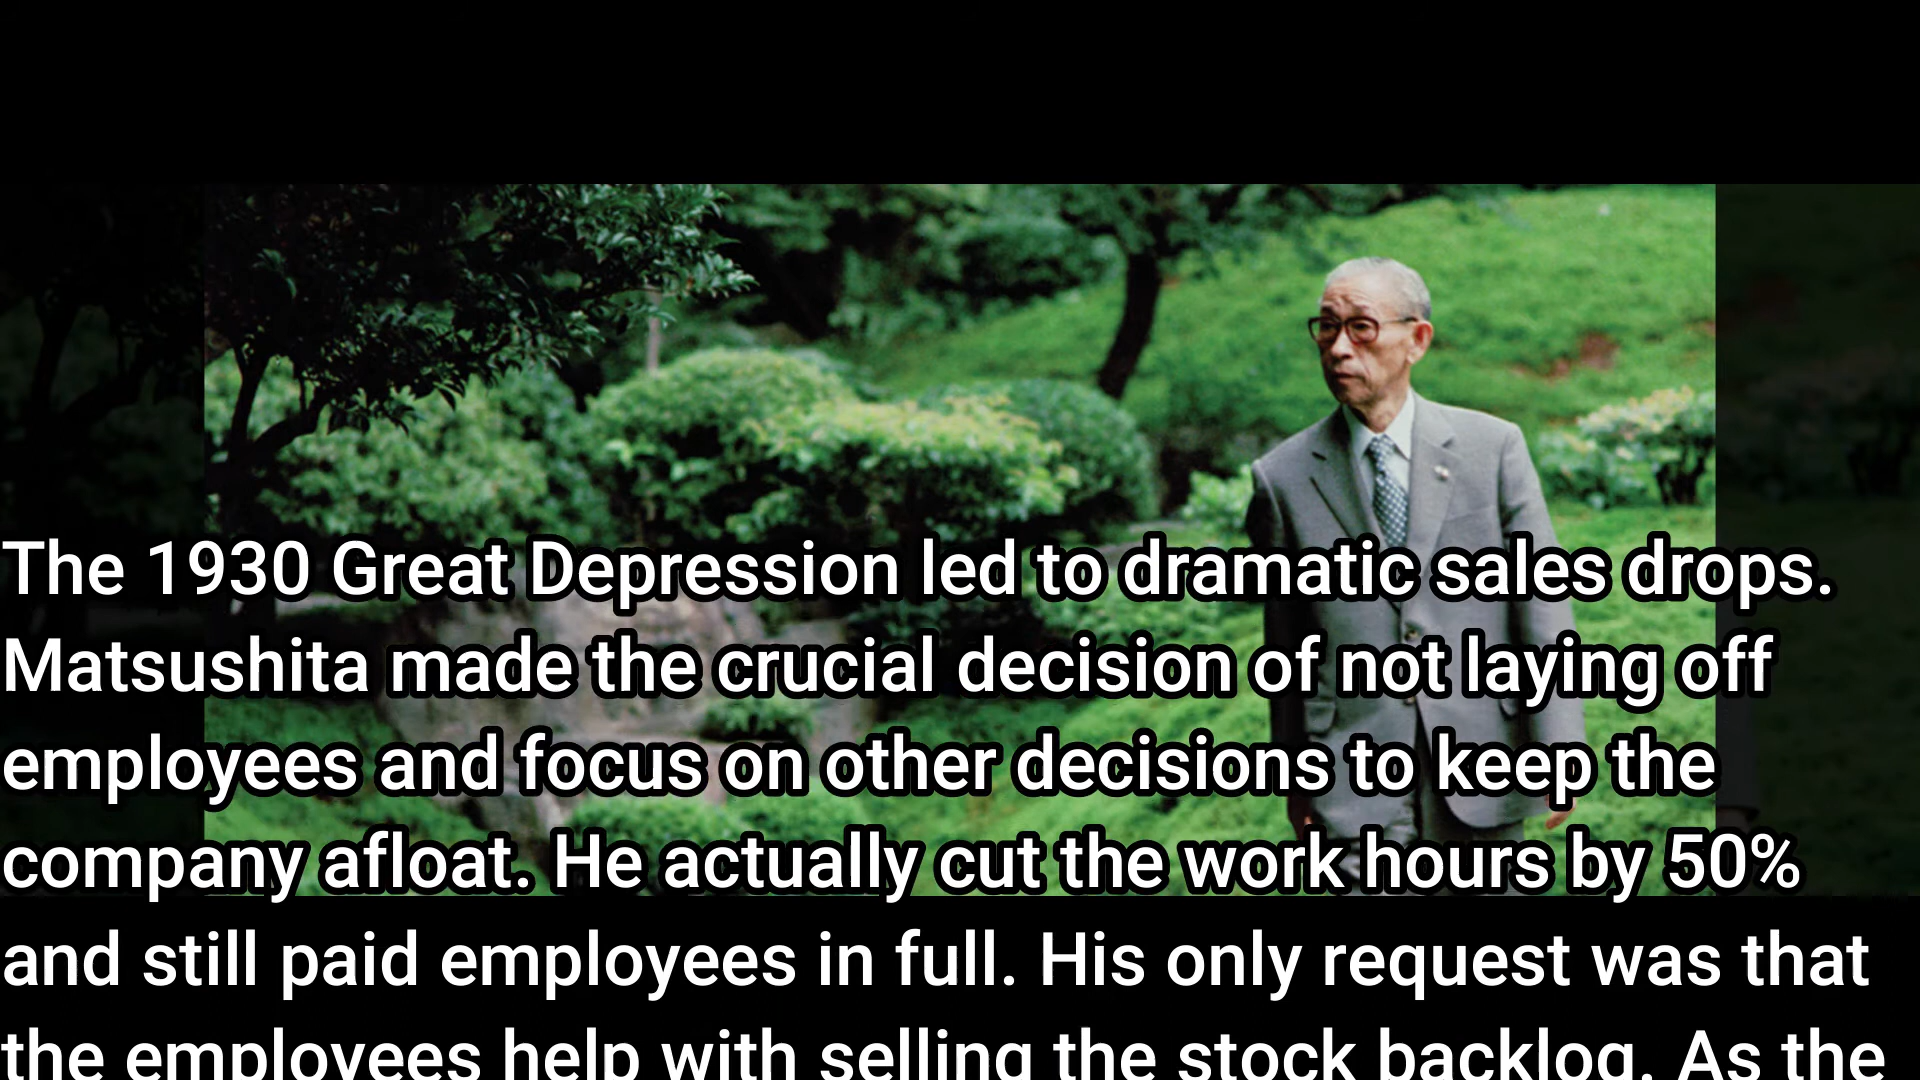 The 1930 Great Depression led to dramatic sales drops.
Matsushita made the crucial decision of not laying off
employees and focus on other decisions to keep the
company afloat. He actually cut the work hours by 50%
and still paid employees in full. His only request was that
the employees help with selling the stock backlog. As the